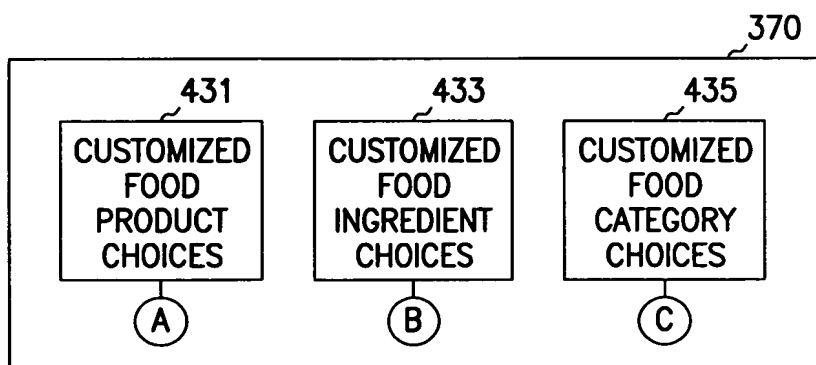 370
431
433
435
CUSTOMIZED
FOOD
PRODUCT
CHOICES
CUSTOMIZED
FOOD
INGREDIENT
CHOICES
CUSTOMIZED
FOOD
CATEGORY
CHOICES
A
B
C